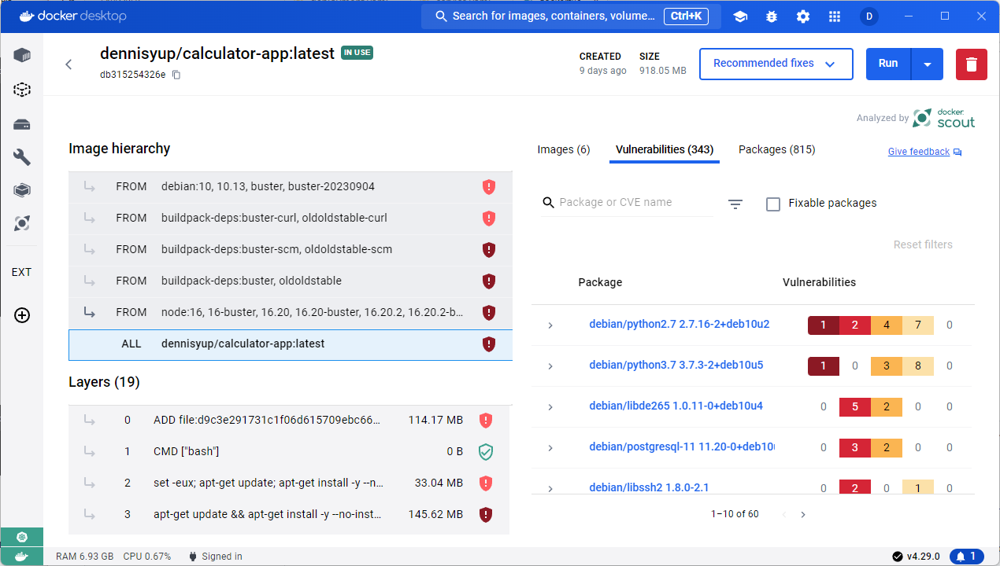 docker desktop
Search for images, containers, volume... Ctrl+K
D
dennisyup/calculator-app:latest IN USE
db315254326e
CREATED
9 days ago
SIZE
918.05 MB
Recommended fixes
Run
Analyzed by docker scout
Image hierarchy
FROM debian:10, 10.13, buster, buster-20230904
FROM buildpack-deps:buster-curl, oldoldstable-curl
FROM buildpack-deps:buster-scm, oldoldstable-scm
FROM buildpack-deps:buster, oldoldstable
FROM node:16, 16-buster, 16.20, 16.20-buster, 16.20.2, 16.20.2-b...
ALL dennisyup/calculator-app:latest
Layers (19)
0 ADD file:d9c3e291731c1f06d615709ebc66... 114.17 MB
1 CMD ["bash"] 0 B
2 set -eux; apt-get update; apt-get install -y --n... 33.04 MB
3 apt-get update && apt-get install -y --no-inst... 145.62 MB
Images (6) Vulnerabilities (343) Packages (815) Give feedback
Package or CVE name Fixable packages
Reset filters
Package Vulnerabilities
debian/python2.7 2.7.16-2+deb10u2 1 2 4 7 0
debian/python3.7 3.7.3-2+deb10u5 1 0 3 8 0
debian/libde265 1.0.11-0+deb10u4 0 5 2 0 0
debian/postgresql-11 11.20-0+deb10u 0 3 2 0 0
debian/libssh2 1.8.0-2.1 0 2 0 1 0
1–10 of 60
EXT
RAM 6.93 GB CPU 0.67% Signed in
v4.29.0 1